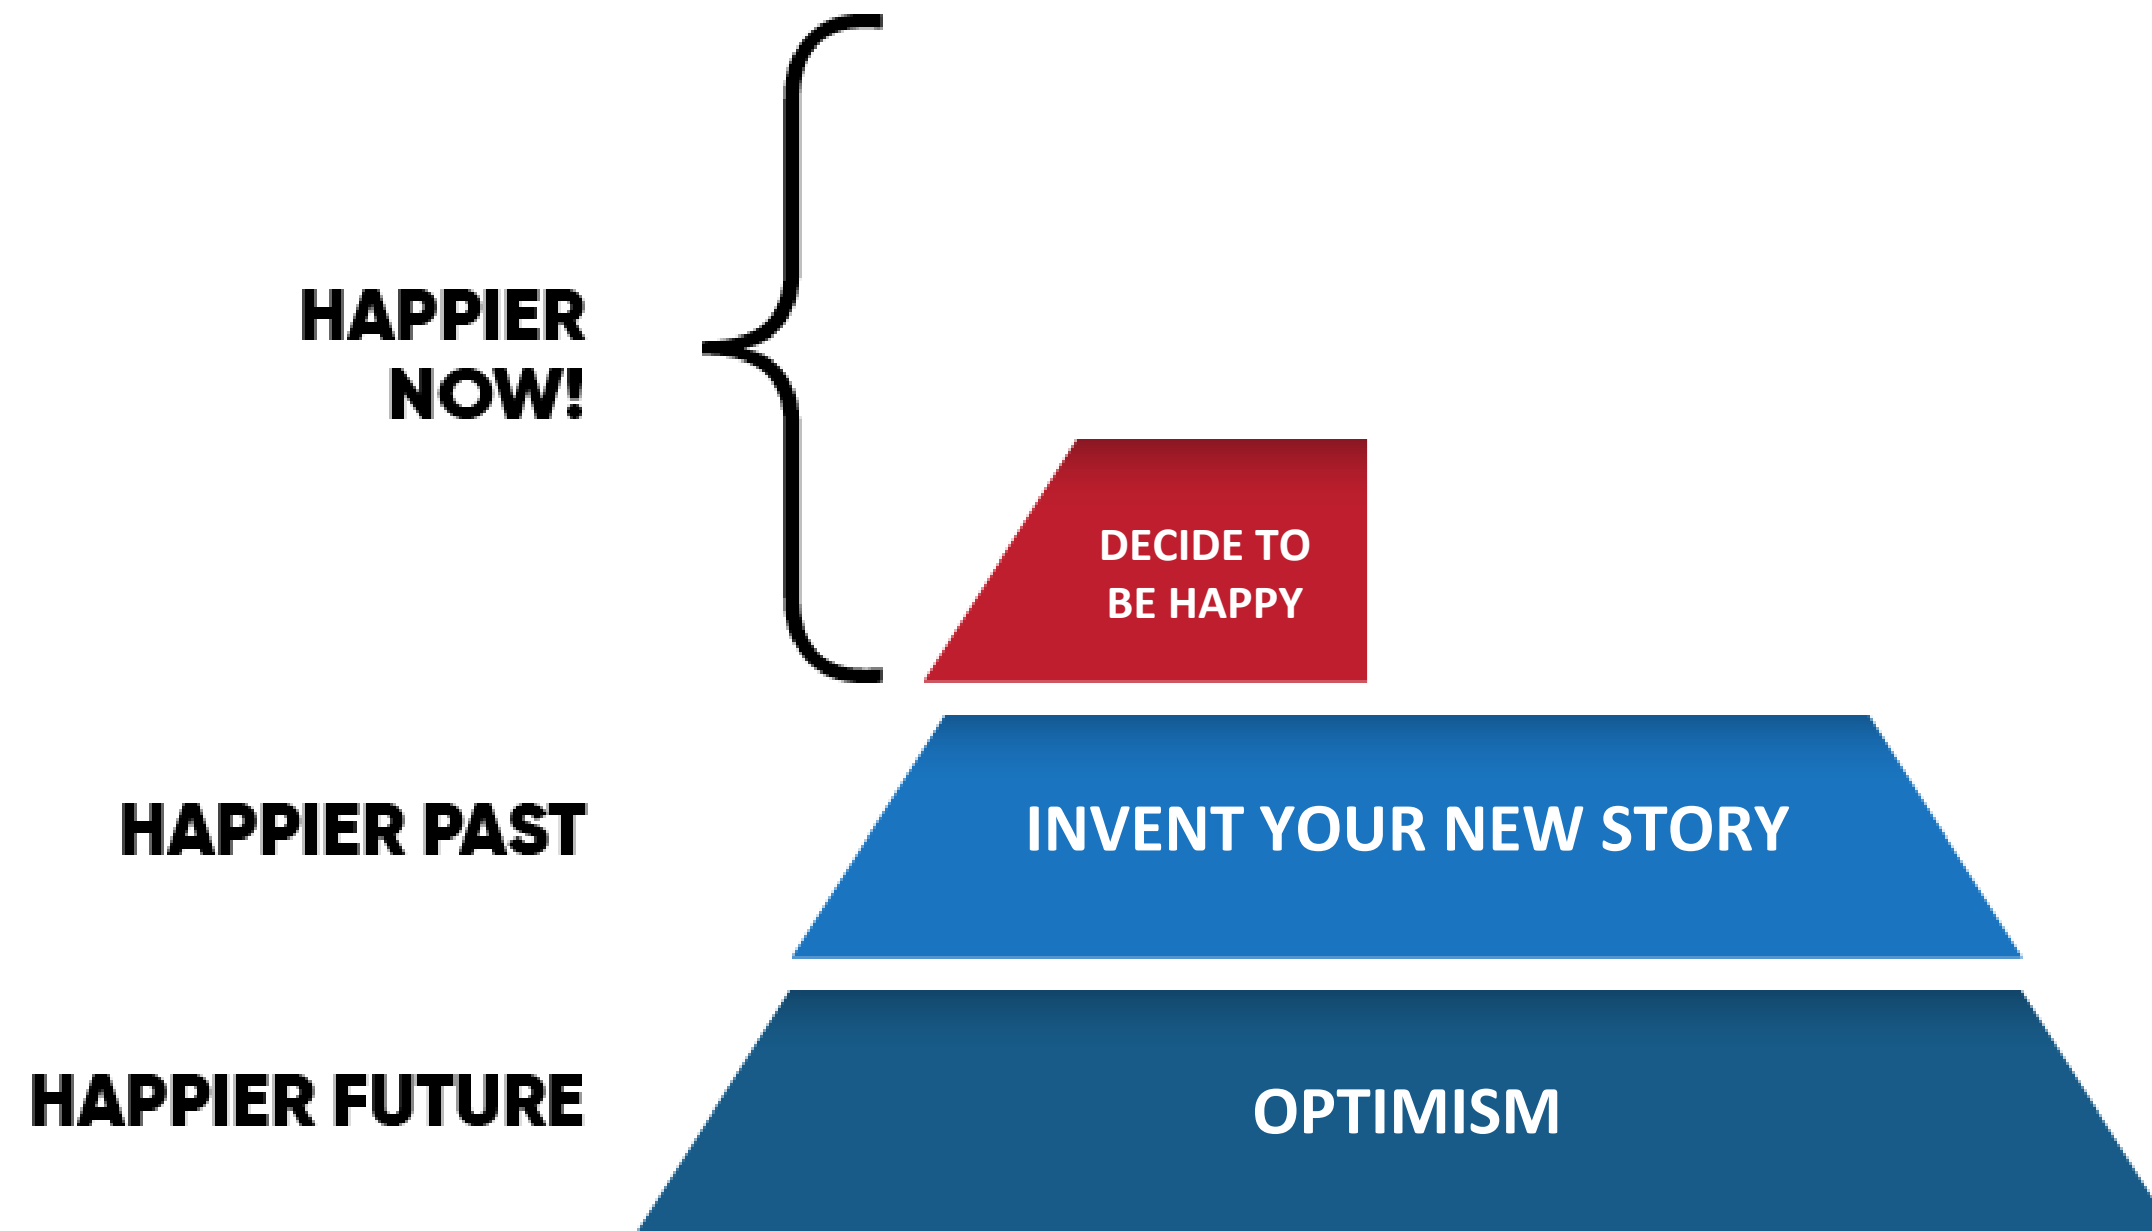 HAPPIER
NOW!
DECIDE TO
BE HAPPY
HAPPIER PAST
INVENT YOUR NEW STORY
HAPPIER FUTURE
OPTIMISM